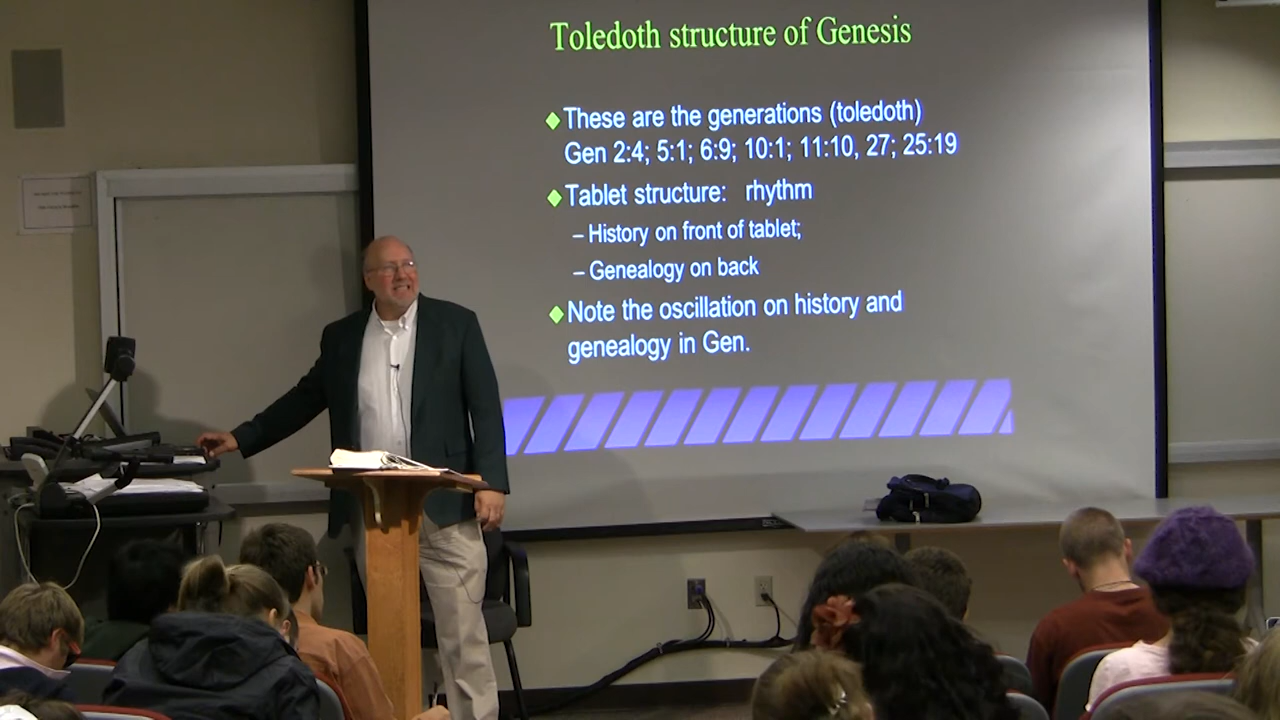 Toledoth structure of Genesis
These are the generations (toledoth)
Gen 2:4; 5:1; 6:9; 10:1; 11:10, 27; 25:19
Tablet structure: rhythm
– History on front of tablet;
– Genealogy on back
Note the oscillation on history and
genealogy in Gen.